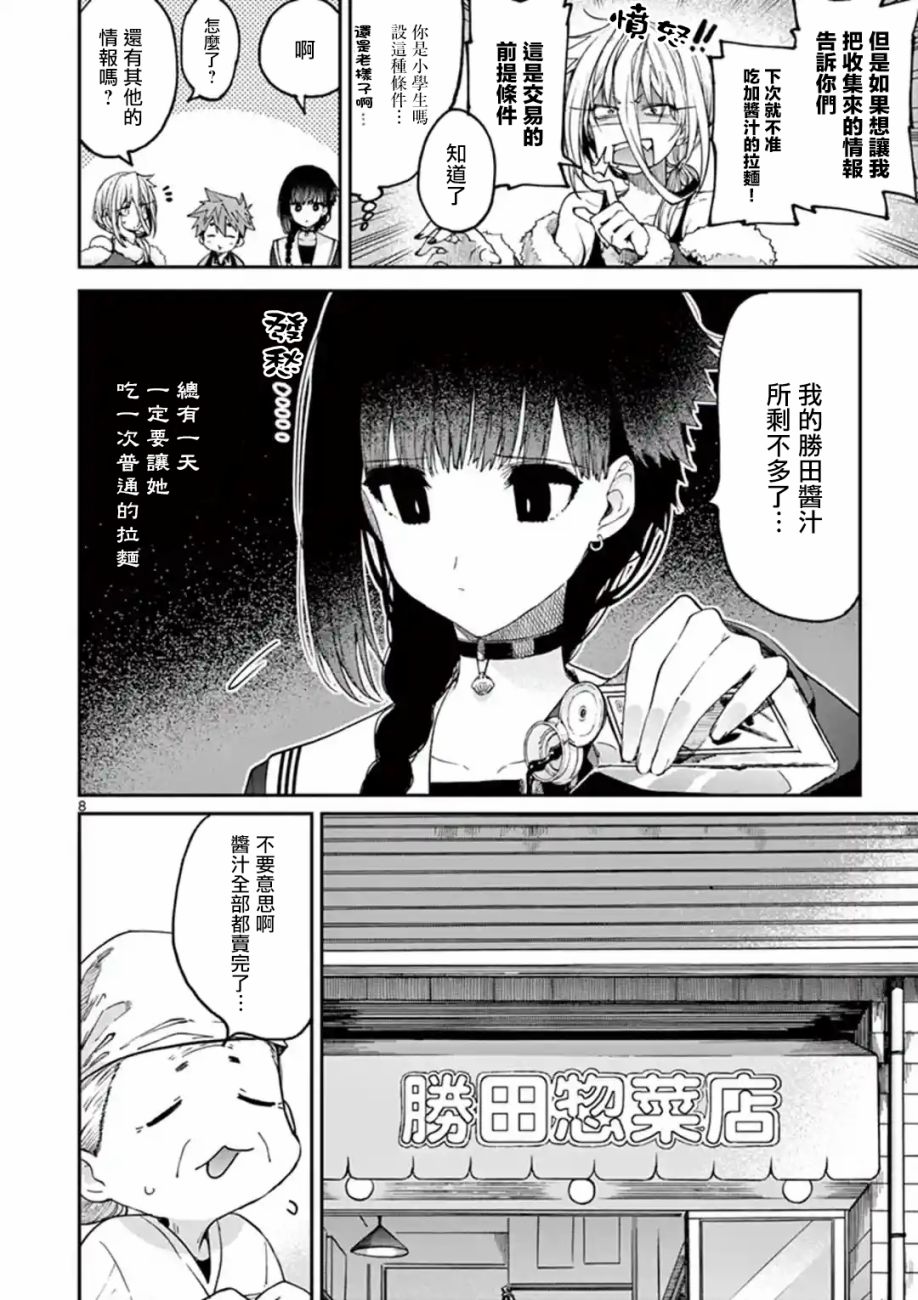 但是如果想讓我
把收集來的情報
告訴你們
下次就不准
吃加醬汁的拉麵！
憤怒!!
這是交易的
前提條件
你是小學生嗎
設這種條件…
還是老樣子啊…
知道了
啊
怎麼了？
還有其他的
情報嗎？
我的勝田醬汁
所剩不多了…
發愁
總有一天
一定要讓她
吃一次普通的拉麵
8
勝田惣菜店
不要意思啊
醬汁全部都賣完了…